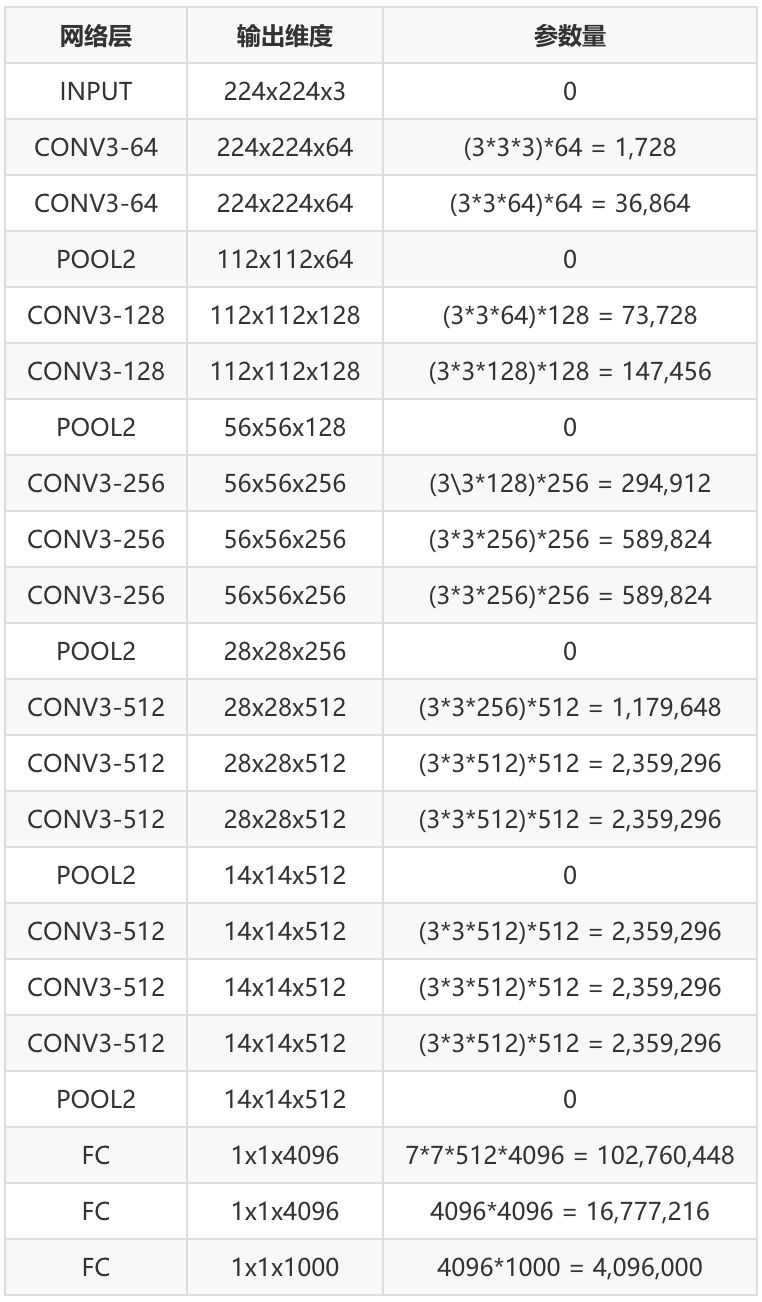 网络层 输出维度 参数量
INPUT 224x224x3 0
CONV3-64 224x224x64 (3*3*3)*64 = 1,728
CONV3-64 224x224x64 (3*3*64)*64 = 36,864
POOL2 112x112x64 0
CONV3-128 112x112x128 (3*3*64)*128 = 73,728
CONV3-128 112x112x128 (3*3*128)*128 = 147,456
POOL2 56x56x128 0
CONV3-256 56x56x256 (3\3*128)*256 = 294,912
CONV3-256 56x56x256 (3*3*256)*256 = 589,824
CONV3-256 56x56x256 (3*3*256)*256 = 589,824
POOL2 28x28x256 0
CONV3-512 28x28x512 (3*3*256)*512 = 1,179,648
CONV3-512 28x28x512 (3*3*512)*512 = 2,359,296
CONV3-512 28x28x512 (3*3*512)*512 = 2,359,296
POOL2 14x14x512 0
CONV3-512 14x14x512 (3*3*512)*512 = 2,359,296
CONV3-512 14x14x512 (3*3*512)*512 = 2,359,296
CONV3-512 14x14x512 (3*3*512)*512 = 2,359,296
POOL2 14x14x512 0
FC 1x1x4096 7*7*512*4096 = 102,760,448
FC 1x1x4096 4096*4096 = 16,777,216
FC 1x1x1000 4096*1000 = 4,096,000